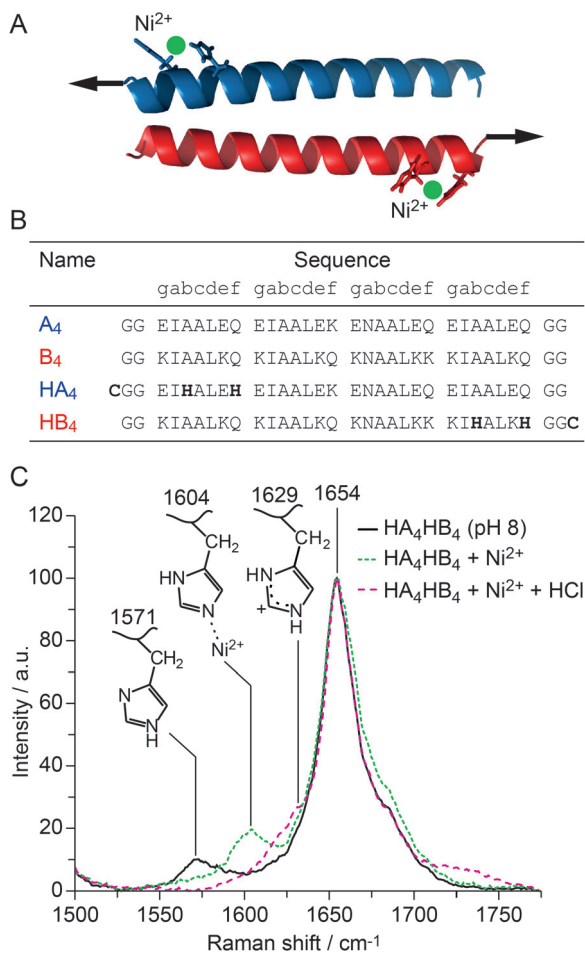 A
Ni²⁺
Ni²⁺
B
Name Sequence
gabcdef gabcdef gabcdef gabcdef
A₄ GG EIAALEQ EIAALEK ENAALEQ EIAALEQ GG
B₄ GG KIAALKQ KIAALKQ KNAALKK KIAALKQ GG
HA₄ CGG EIHALEH EIAALEK ENAALEQ EIAALEQ GG
HB₄ GG KIAALKQ KIAALKQ KNAALKK KIHALKH GGC
C
120
100
80
60
40
20
0
Intensity / a.u.
1604
1629
1654
1571
CH₂
HN
N
Ni²⁺
CH₂
HN
+
NH
CH₂
N
N
H
HA₄HB₄ (pH 8)
HA₄HB₄ + Ni²⁺
HA₄HB₄ + Ni²⁺ + HCl
1500 1550 1600 1650 1700 1750
Raman shift / cm⁻¹